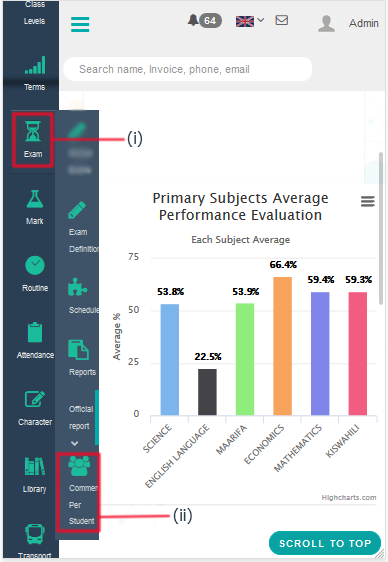 Class
Levels
64
Admin
Search name, Invoice, phone, email
Terms
Exam
(i)
Mark
Routine
Attendance
Character
Library
Transport
Exam
Definition
Schedule
Reports
Official
report
Commen
Per
Student
(ii)
Primary Subjects Average
Performance Evaluation
Each Subject Average
Average %
75
50
25
0
53.8%
22.5%
53.9%
66.4%
59.4%
59.3%
SCIENCE
ENGLISH LANGUAGE
MAARIFA
ECONOMICS
MATHEMATICS
KISWAHILI
Highcharts.com
SCROLL TO TOP